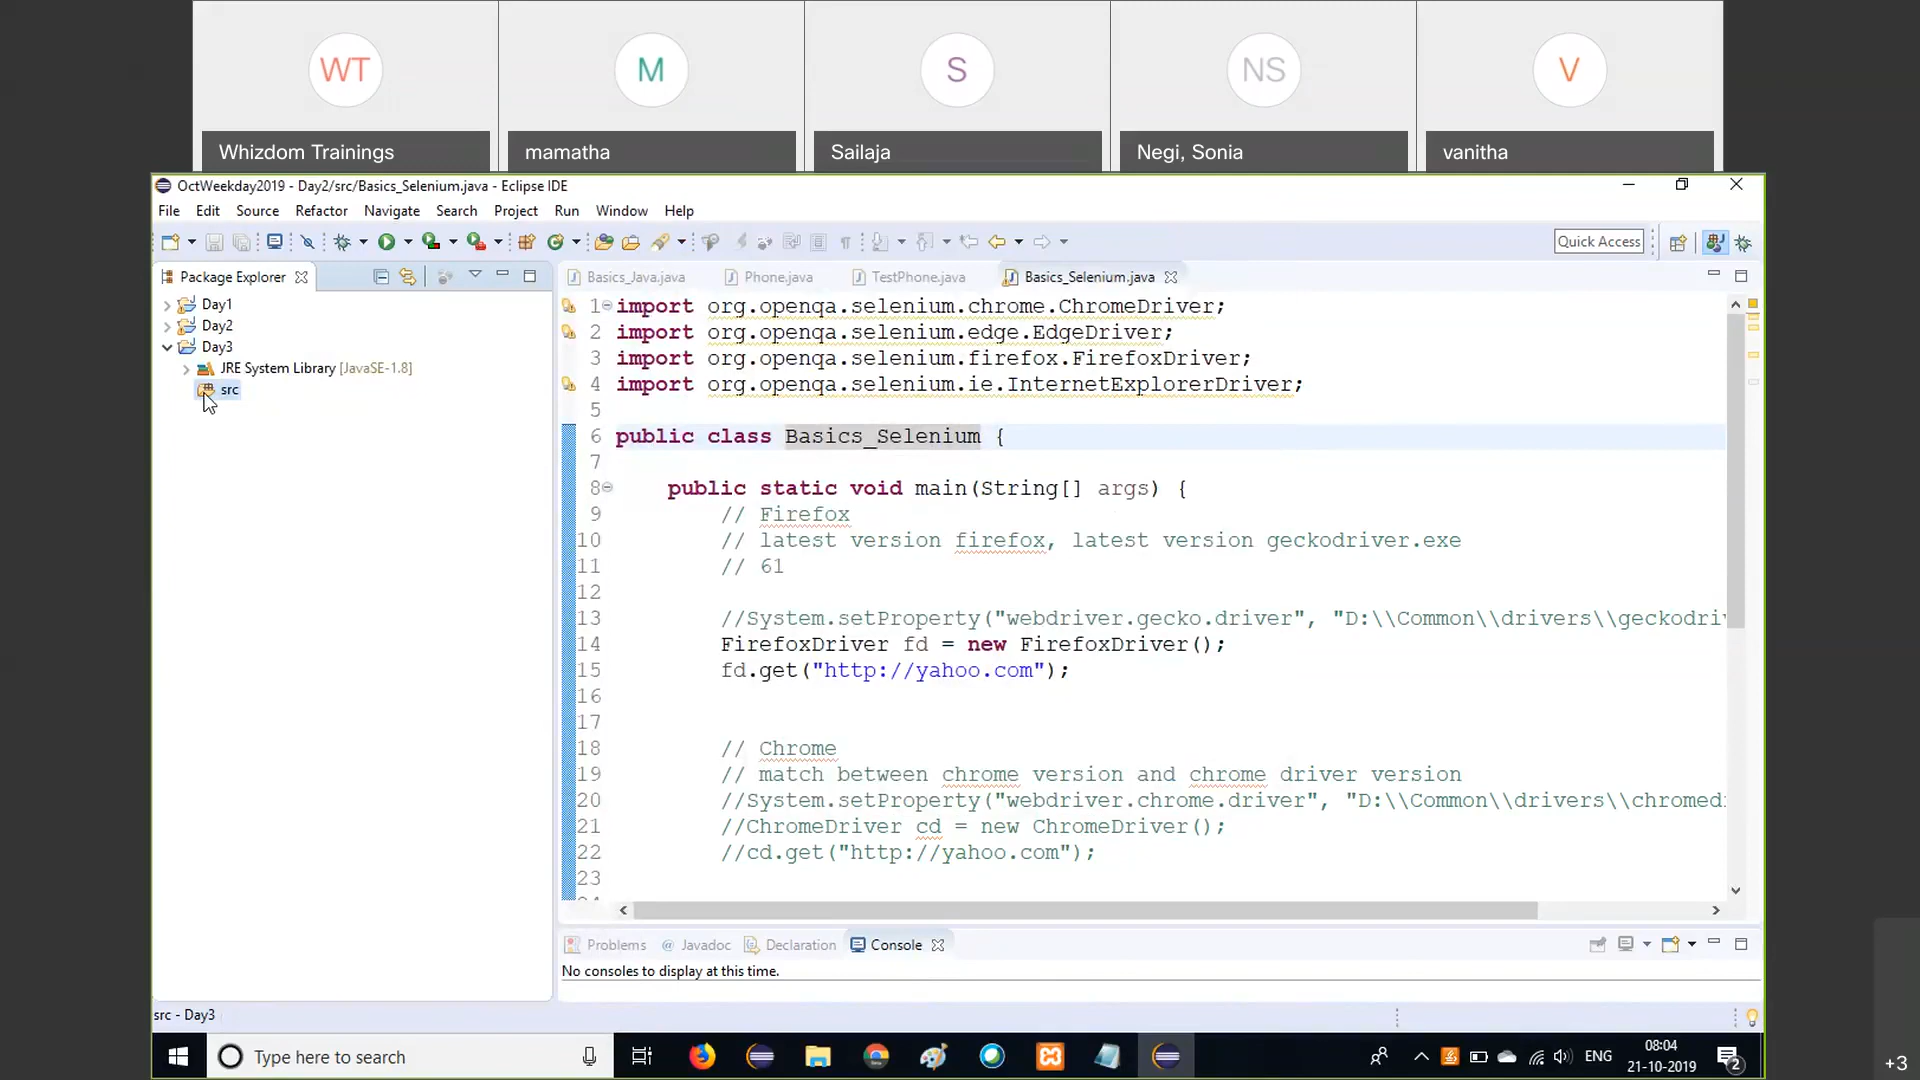 WT
M
S
NS
V
Whizdom Trainings
mamatha
Sailaja
Negi, Sonia
vanitha
OctWeekday2019 - Day2/src/Basics_Selenium.java - Eclipse IDE
File Edit Source Refactor Navigate Search Project Run Window Help
Quick Access
Package Explorer
Day1
Day2
Day3
JRE System Library [JavaSE-1.8]
src
Basics_Java.java Phone.java TestPhone.java Basics_Selenium.java
1 import org.openqa.selenium.chrome.ChromeDriver;
2 import org.openqa.selenium.edge.EdgeDriver;
3 import org.openqa.selenium.firefox.FirefoxDriver;
4 import org.openqa.selenium.ie.InternetExplorerDriver;
5
6 public class Basics_Selenium {
7
8 public static void main(String[] args) {
9 // Firefox
10 // latest version firefox, latest version geckodriver.exe
11 // 61
12
13 //System.setProperty("webdriver.gecko.driver", "D:\\Common\\drivers\\geckodriv
14 FirefoxDriver fd = new FirefoxDriver();
15 fd.get("http://yahoo.com");
16
17
18 // Chrome
19 // match between chrome version and chrome driver version
20 //System.setProperty("webdriver.chrome.driver", "D:\\Common\\drivers\\chromed
21 //ChromeDriver cd = new ChromeDriver();
22 //cd.get("http://yahoo.com");
23
Problems Javadoc Declaration Console
No consoles to display at this time.
src - Day3
Type here to search
ENG
08:04
21-10-2019
2
+3